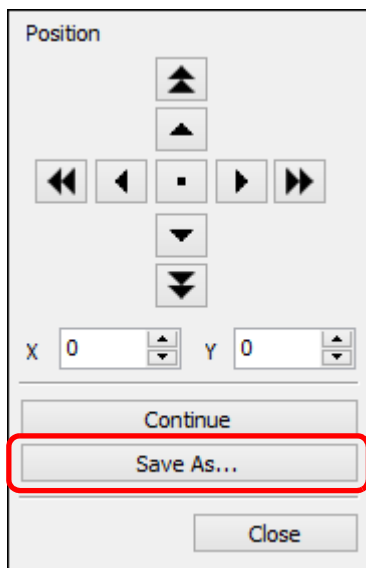 Position
X 0 Y 0
Continue
Save As...
Close